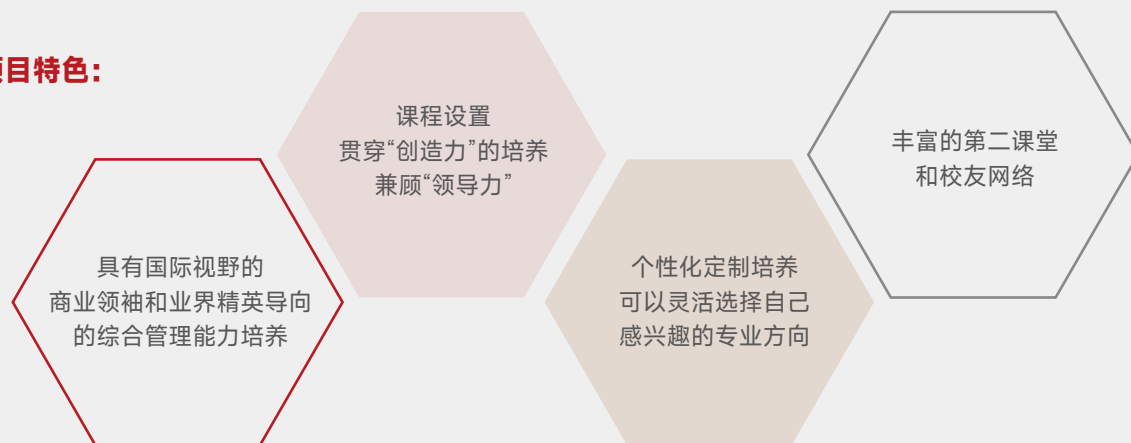 项目特色:
具有国际视野的
商业领袖和业界精英导向
的综合管理能力培养
课程设置
贯穿“创造力”的培养
兼顾“领导力”
个性化定制培养
可以灵活选择自己
感兴趣的专业方向
丰富的第二课堂
和校友网络